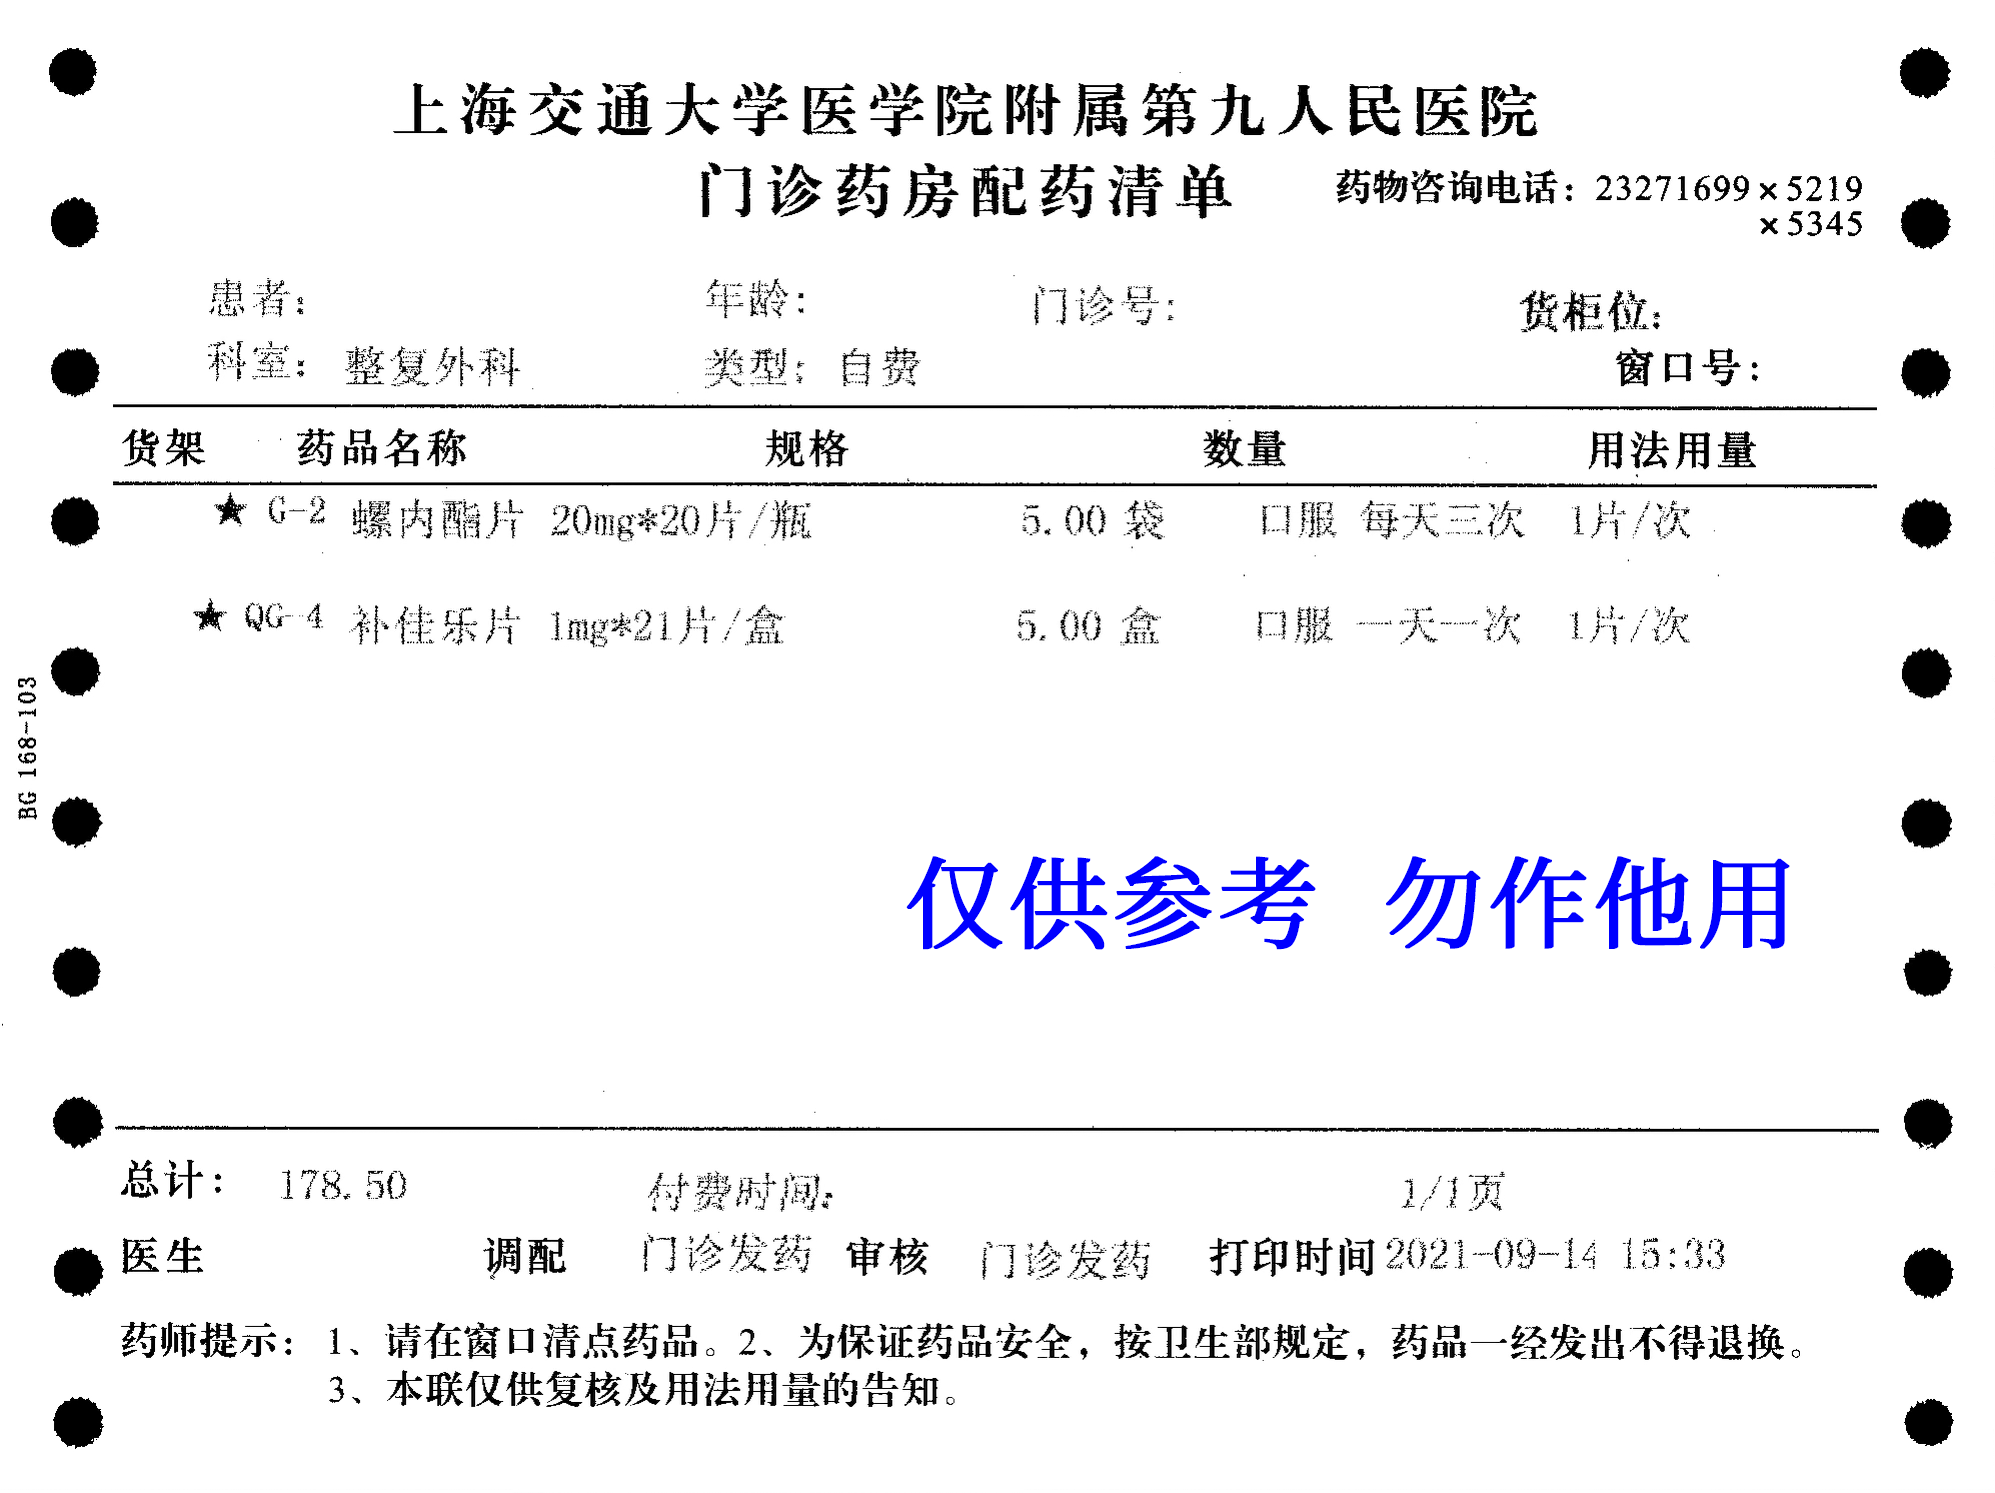 上海交通大学医学院附属第九人民医院
门诊药房配药清单
药物咨询电话：23271699×5219
×5345
患者： 年龄： 门诊号： 货柜位：
科室： 整复外科 类型： 自费 窗口号：
货架 药品名称 规格 数量 用法用量
★ G-2 螺内酯片 20mg*20片/瓶 5.00 袋 口服 每天三次 1片/次
★ QG-4 补佳乐片 1mg*21片/盒 5.00 盒 口服 一天一次 1片/次
BG 168-103
仅供参考 勿作他用
总计： 178.50 付费时间： 1/1页
医生 调配 门诊发药 审核 门诊发药 打印时间 2021-09-14 15:33
药师提示： 1、请在窗口清点药品。2、为保证药品安全，按卫生部规定，药品一经发出不得退换。
3、本联仅供复核及用法用量的告知。